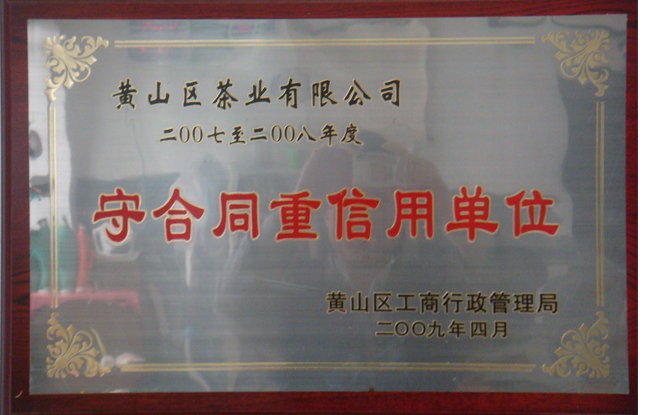 黄山区茶业有限公司
二00七至二00八年度
守合同重信用单位
黄山区工商行政管理局
二〇〇九年四月